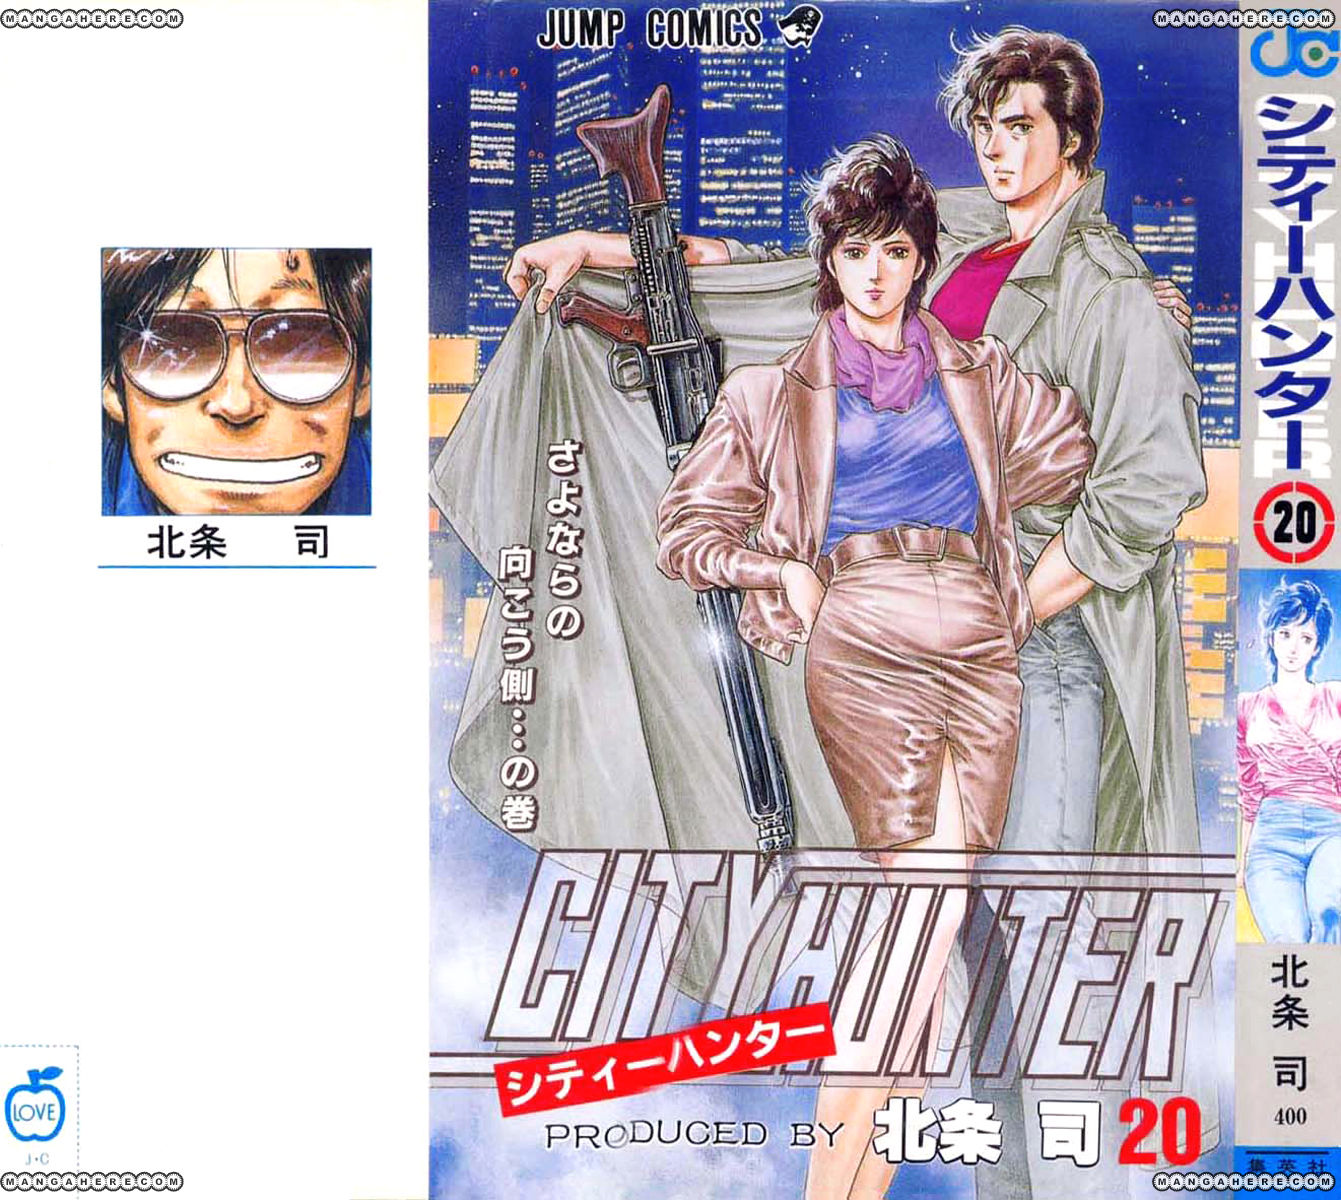 MANGAHERE.COM
MANGAHERE.COM
JUMP COMICS
JC
シティーハンター
CITY HUNTER
20
さよならの
向こう側…の巻
北条 司
CITY HUNTER
シティーハンター
PRODUCED BY 北条 司 20
北条 司
400
集英社
LOVE
J・C
MANGAHERE.COM
MANGAHERE.COM